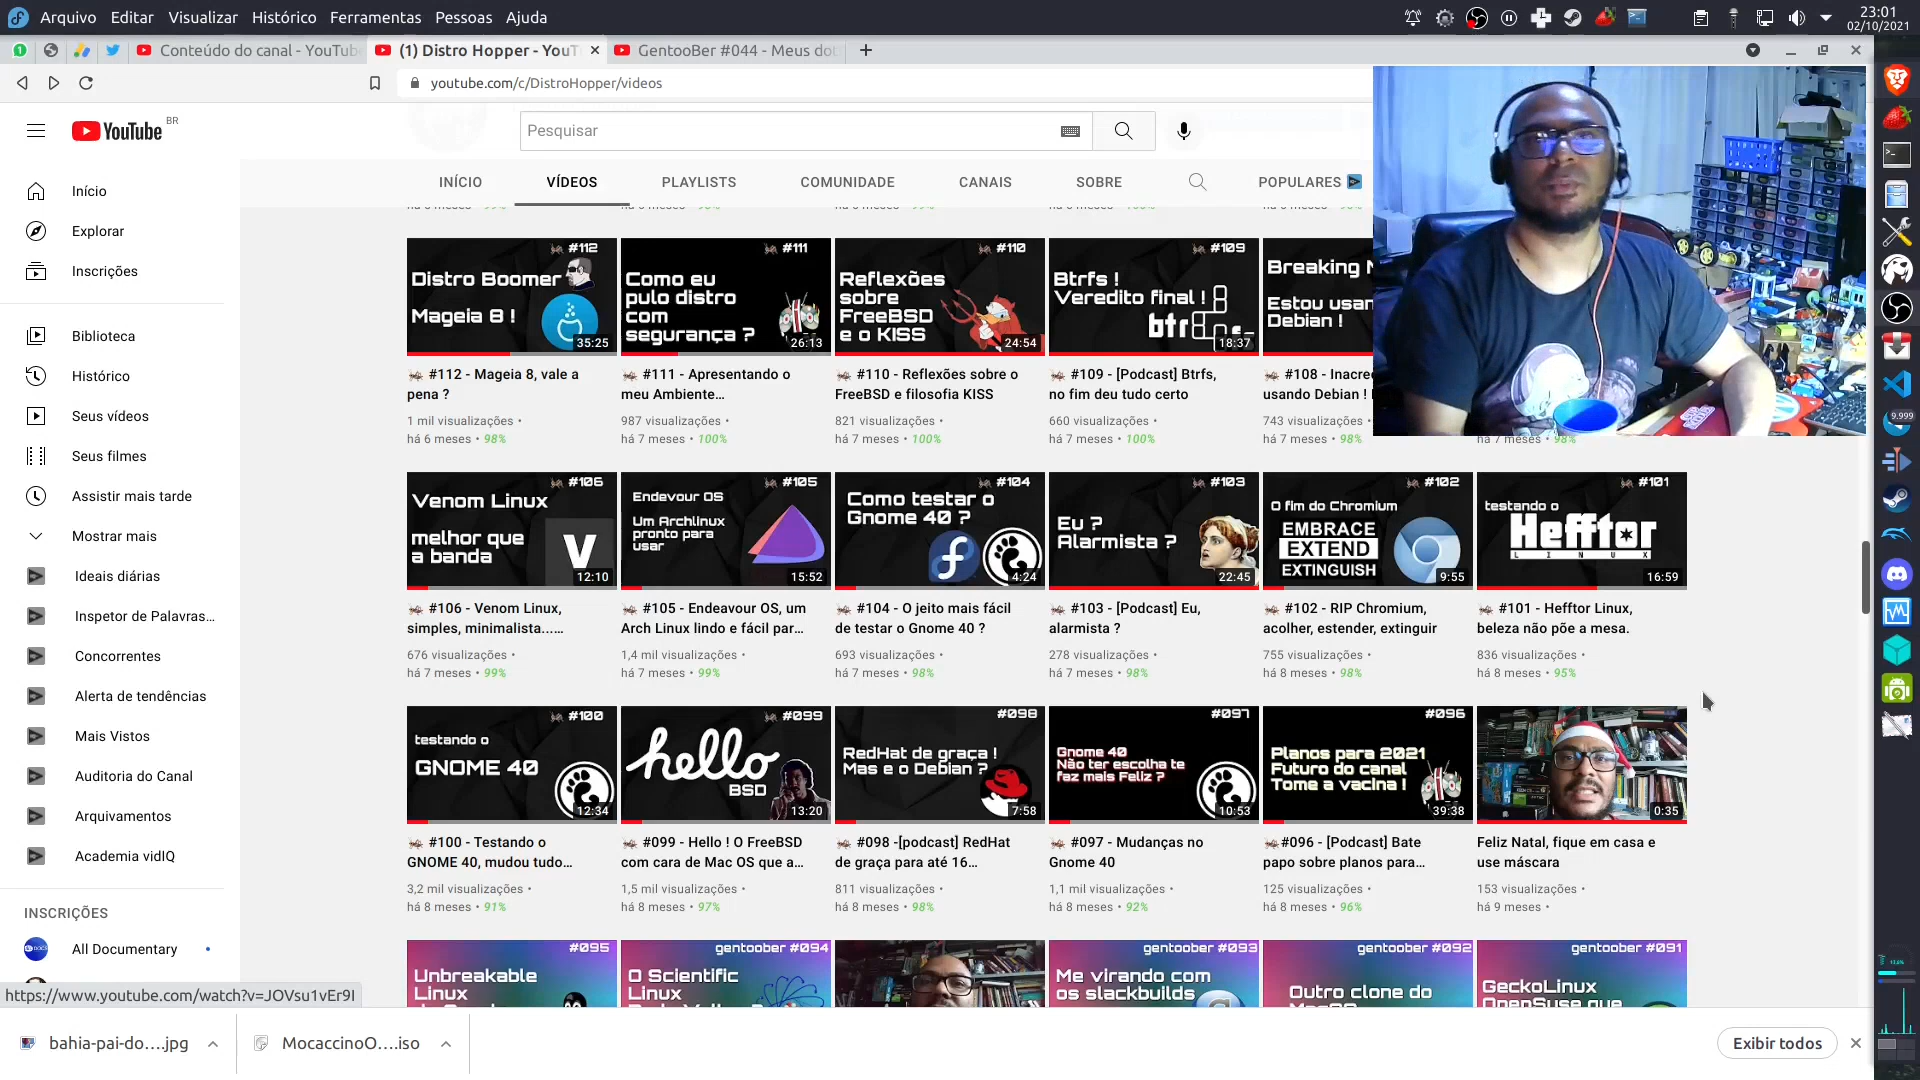 Arquivo Editar Visualizar Histórico Ferramentas Pessoas Ajuda
23:01
02/10/2021
Conteúdo do canal - YouTube
(1) Distro Hopper - YouT
GentooBer #044 - Meus dot
youtube.com/c/DistroHopper/videos
YouTube BR
Pesquisar
INÍCIO VÍDEOS PLAYLISTS COMUNIDADE CANAIS SOBRE POPULARES
Início
Explorar
Inscrições
Biblioteca
Histórico
Seus vídeos
Seus filmes
Assistir mais tarde
Mostrar mais
Ideais diárias
Inspetor de Palavras...
Concorrentes
Alerta de tendências
Mais Vistos
Auditoria do Canal
Arquivamentos
Academia vidIQ
INSCRIÇÕES
All Documentary
https://www.youtube.com/watch?v=JOVsu1vEr9I
#112
Distro Boomer
Mageia 8 !
35:25
#112 - Mageia 8, vale a
pena ?
1 mil visualizações •
há 6 meses • 98%
#111
Como eu
pulo distro
com
segurança ?
26:13
#111 - Apresentando o
meu Ambiente...
987 visualizações •
há 7 meses • 100%
#110
Reflexões
sobre
FreeBSD
e o KISS
24:54
#110 - Reflexões sobre o
FreeBSD e filosofia KISS
821 visualizações •
há 7 meses • 100%
#109
Btrfs !
Veredito final !
18:37
#109 - [Podcast] Btrfs,
no fim deu tudo certo
660 visualizações •
há 7 meses • 100%
Breaking N
Estou usan
Debian !
#108 - Inacre
usando Debian !
743 visualizações •
há 7 meses • 98%
há 7 meses • 98%
#106
Venom Linux
melhor que
a banda
V
12:10
#106 - Venom Linux,
simples, minimalista......
676 visualizações •
há 7 meses • 99%
#105
Endevour OS
Um Archlinux
pronto para
usar
15:52
#105 - Endeavour OS, um
Arch Linux lindo e fácil par...
1,4 mil visualizações •
há 7 meses • 99%
#104
Como testar o
Gnome 40 ?
4:24
#104 - O jeito mais fácil
de testar o Gnome 40 ?
693 visualizações •
há 7 meses • 98%
#103
Eu ?
Alarmista ?
22:45
#103 - [Podcast] Eu,
alarmista ?
278 visualizações •
há 7 meses • 98%
#102
O fim do Chromium
EMBRACE
EXTEND
EXTINGUISH
9:55
#102 - RIP Chromium,
acolher, estender, extinguir
755 visualizações •
há 8 meses • 98%
#101
testando o
Hefftor
LINUX
16:59
#101 - Hefftor Linux,
beleza não põe a mesa.
836 visualizações •
há 8 meses • 95%
#100
testando o
GNOME 40
12:34
#100 - Testando o
GNOME 40, mudou tudo...
3,2 mil visualizações •
há 8 meses • 91%
#099
hello
BSD
13:20
#099 - Hello ! O FreeBSD
com cara de Mac OS que a...
1,5 mil visualizações •
há 8 meses • 97%
#098
RedHat de graça !
Mas e o Debian ?
7:58
#098 -[podcast] RedHat
de graça para até 16...
811 visualizações •
há 8 meses • 98%
#097
Gnome 40
Não ter escolha te
faz mais Feliz ?
10:53
#097 - Mudanças no
Gnome 40
1,1 mil visualizações •
há 8 meses • 92%
#096
Planos para 2021
Futuro do canal
Tome a vacina !
39:38
#096 - [Podcast] Bate
papo sobre planos para...
125 visualizações •
há 8 meses • 96%
0:35
Feliz Natal, fique em casa e
use máscara
153 visualizações •
há 9 meses •
#095
Unbreakable
Linux
gentoober #094
O Scientific
Linux
gentoober #093
Me virando com
os slackbuilds
gentoober #092
Outro clone do
gentoober #091
GeckoLinux
OpenSuse que
9.999
bahia-pai-do....jpg
MocaccinoO....iso
Exibir todos